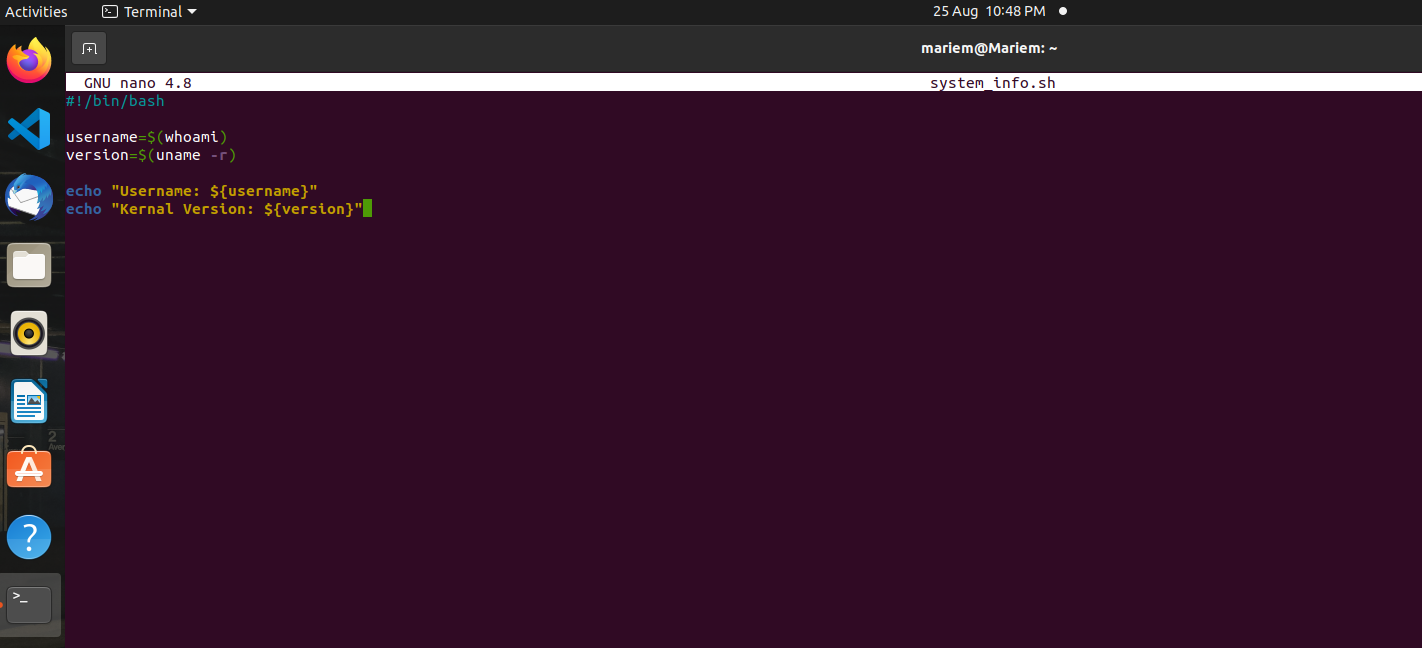 Activities
Terminal
25 Aug 10:48 PM
mariem@Mariem: ~
GNU nano 4.8
system_info.sh
#!/bin/bash
username=$(whoami)
version=$(uname -r)
echo "Username: ${username}"
echo "Kernal Version: ${version}"
2
?
>_